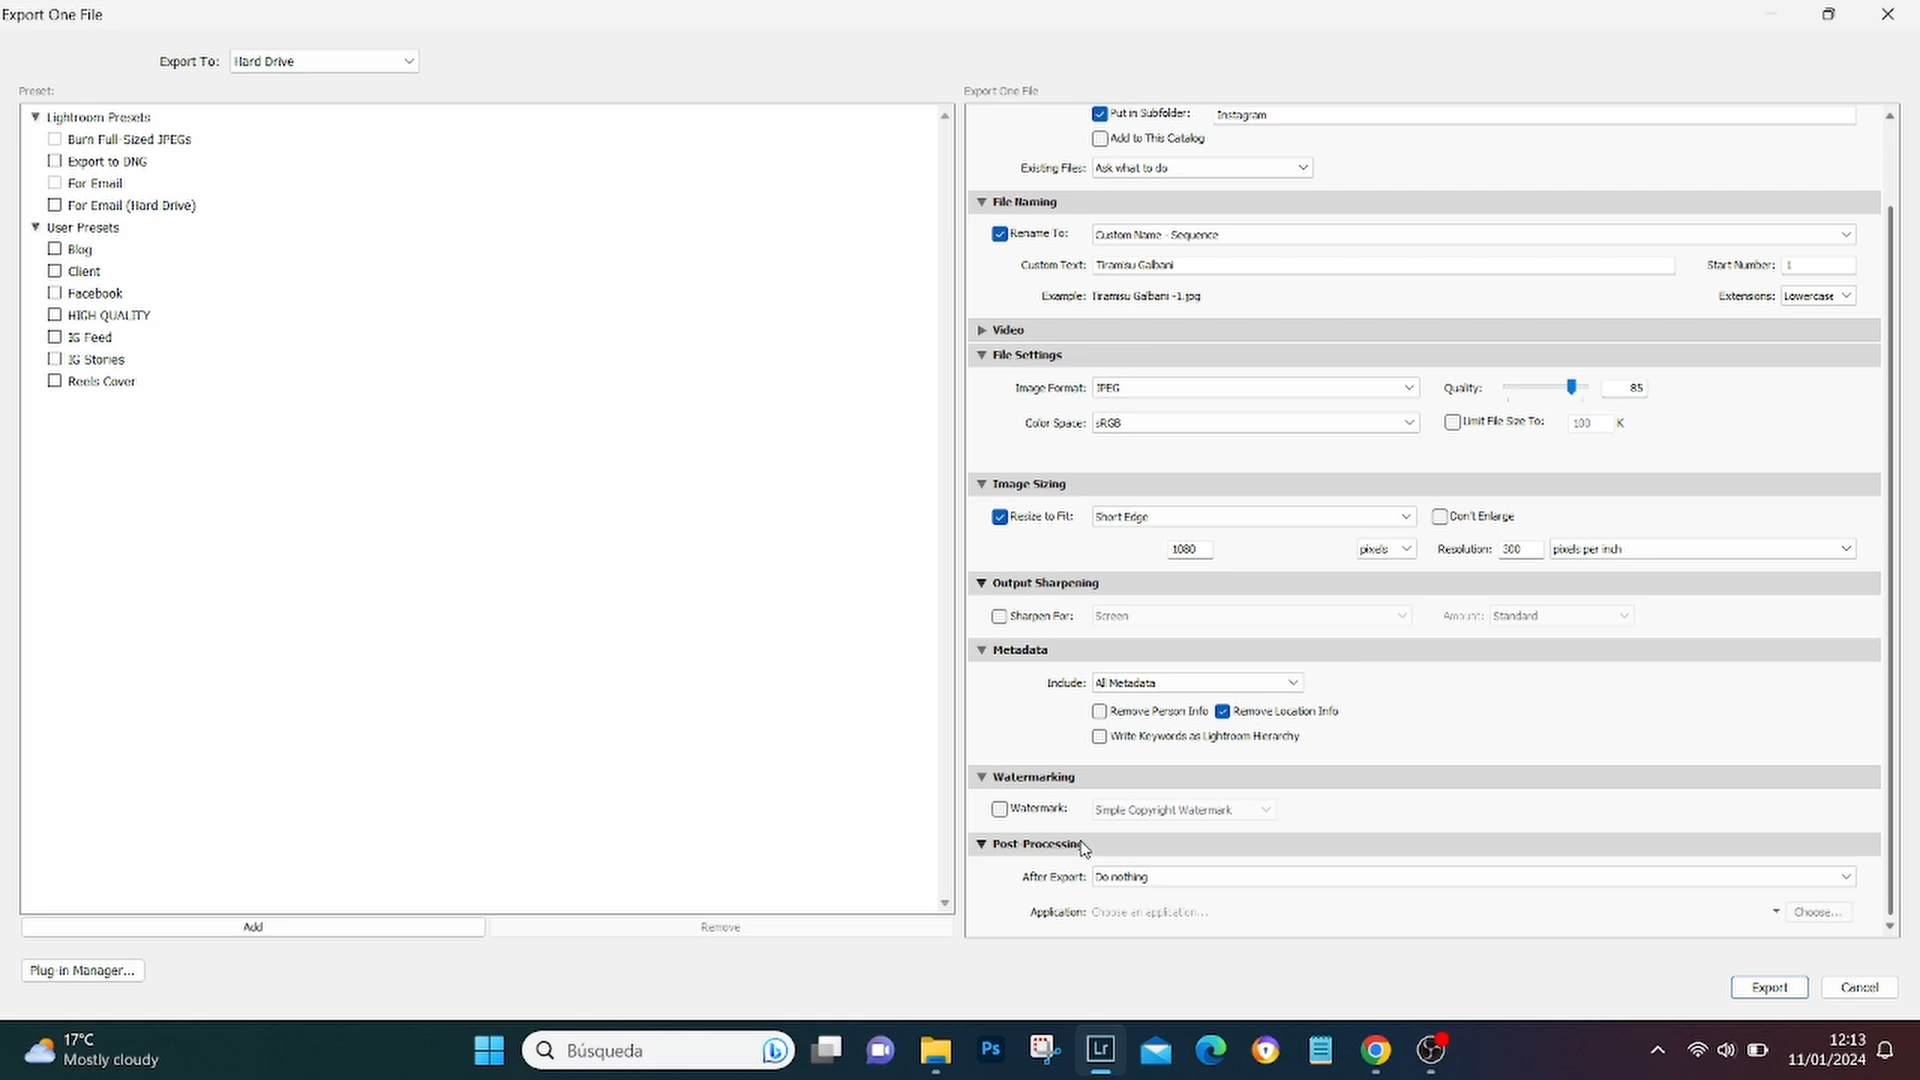 Export One File
Export To: Hard Drive
Preset:
Lightroom Presets
Burn Full-Sized JPEGs
Export to DNG
For Email
For Email (Hard Drive)
User Presets
Blog
Client
Facebook
HIGH QUALITY
IG Feed
IG Stories
Reels Cover
Add Remove
Plug-in Manager...
Export One File
Put in Subfolder: Instagram
Add to This Catalog
Existing Files: Ask what to do
File Naming
Rename To: Custom Name - Sequence
Custom Text: Tiramisu Galbani Start Number: 1
Example: Tiramisu Galbani -1.jpg Extensions: Lowercase
Video
File Settings
Image Format: JPEG Quality: 85
Color Space: sRGB Limit File Size To: 100 K
Image Sizing
Resize to Fit: Short Edge Don't Enlarge
1080 pixels Resolution: 300 pixels per inch
Output Sharpening
Sharpen For: Screen Amount: Standard
Metadata
Include: All Metadata
Remove Person Info Remove Location Info
Write Keywords as Lightroom Hierarchy
Watermarking
Watermark: Simple Copyright Watermark
Post-Processing
After Export: Do nothing
Application: Choose an application... Choose...
Export Cancel
17°C
Mostly cloudy
Búsqueda
Ps
Lr
12:13
11/01/2024